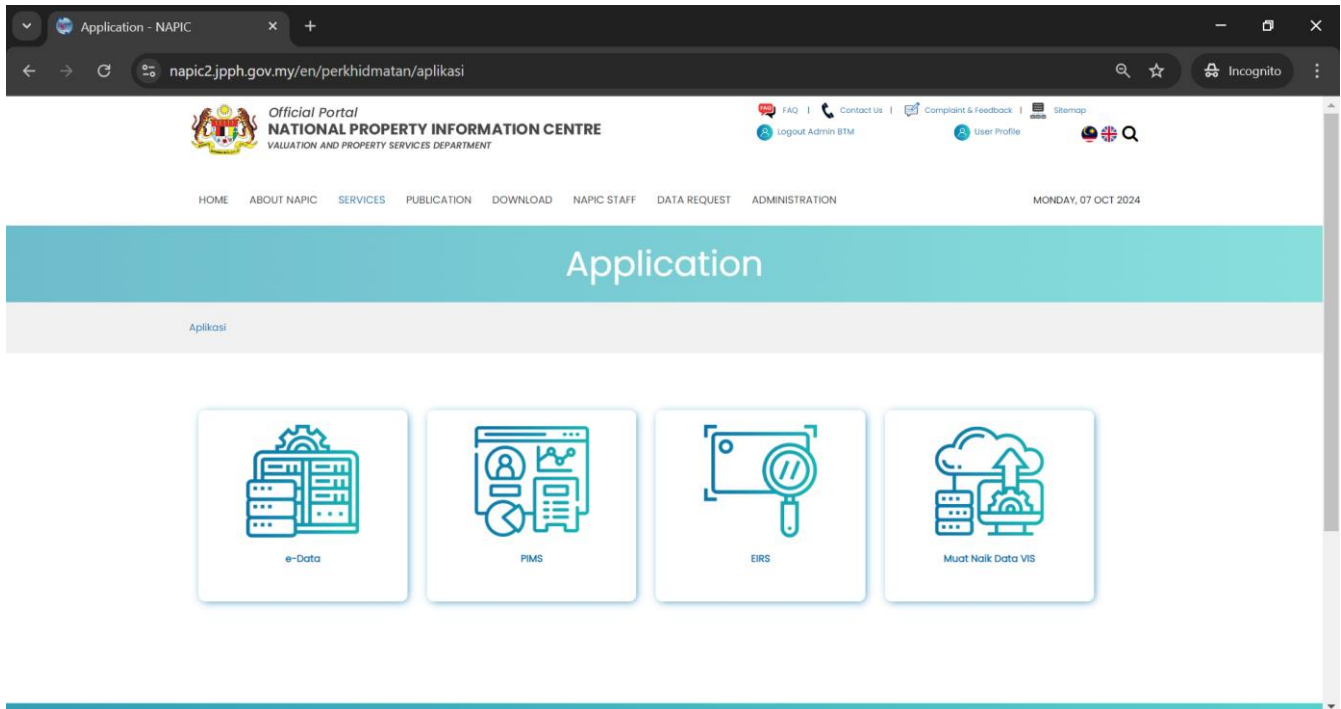 Application - NAPIC
napic2.jpph.gov.my/en/perkhidmatan/aplikasi
Incognito
Official Portal
NATIONAL PROPERTY INFORMATION CENTRE
VALUATION AND PROPERTY SERVICES DEPARTMENT
FAQ FAQ | Contact Us | Complaint & Feedback | Sitemap
Logout Admin BTM User Profile
HOME ABOUT NAPIC SERVICES PUBLICATION DOWNLOAD NAPIC STAFF DATA REQUEST ADMINISTRATION MONDAY, 07 OCT 2024
Application
Aplikasi
e-Data PIMS EIRS Muat Naik Data VIS